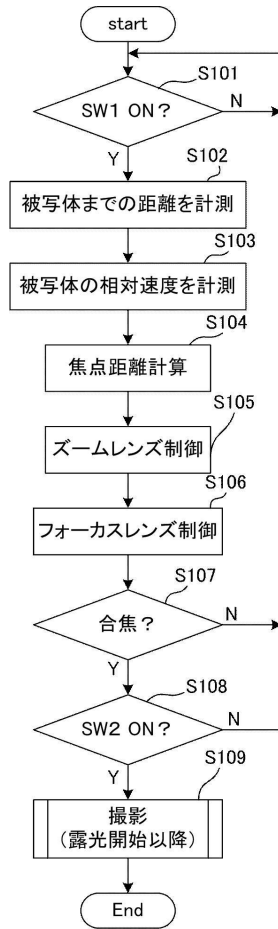 start
S101
SW1 ON？
N
Y
S102
被写体までの距離を計測
S103
被写体の相対速度を計測
S104
焦点距離計算
S105
ズームレンズ制御
S106
フォーカスレンズ制御
S107
合焦？
N
Y
S108
SW2 ON？
N
Y
S109
撮影
（露光開始以降）
End